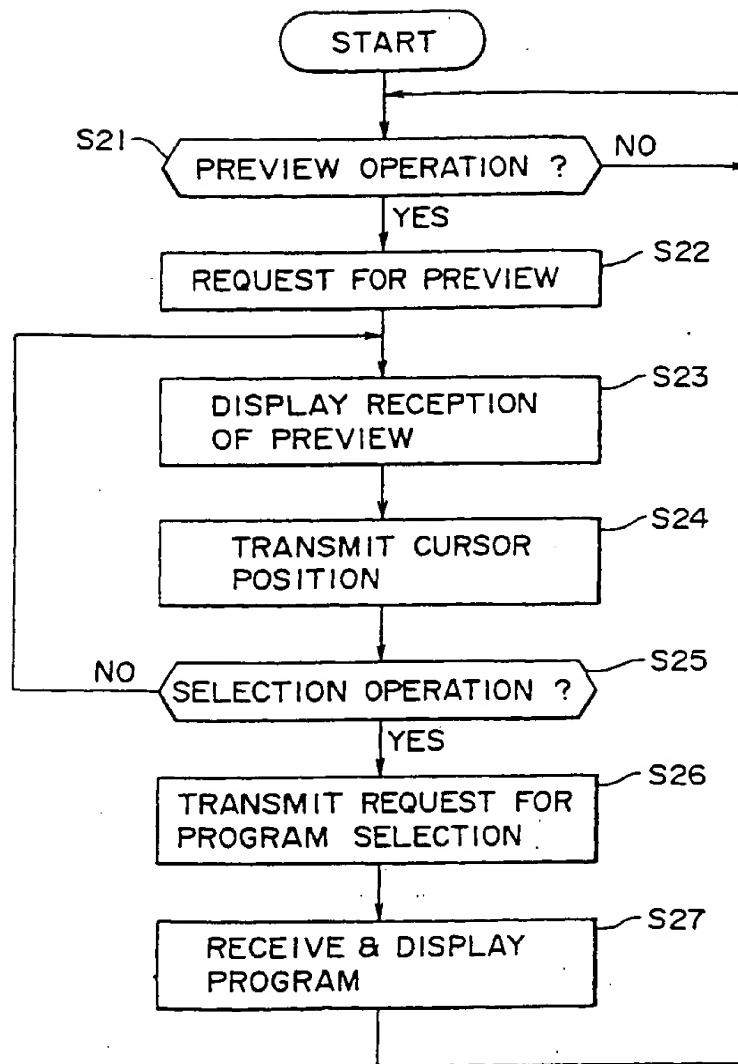 START
S21
PREVIEW OPERATION ?
NO
YES
S22
REQUEST FOR PREVIEW
S23
DISPLAY RECEPTION
OF PREVIEW
S24
TRANSMIT CURSOR
POSITION
NO
S25
SELECTION OPERATION ?
YES
S26
TRANSMIT REQUEST FOR
PROGRAM SELECTION
S27
RECEIVE & DISPLAY
PROGRAM